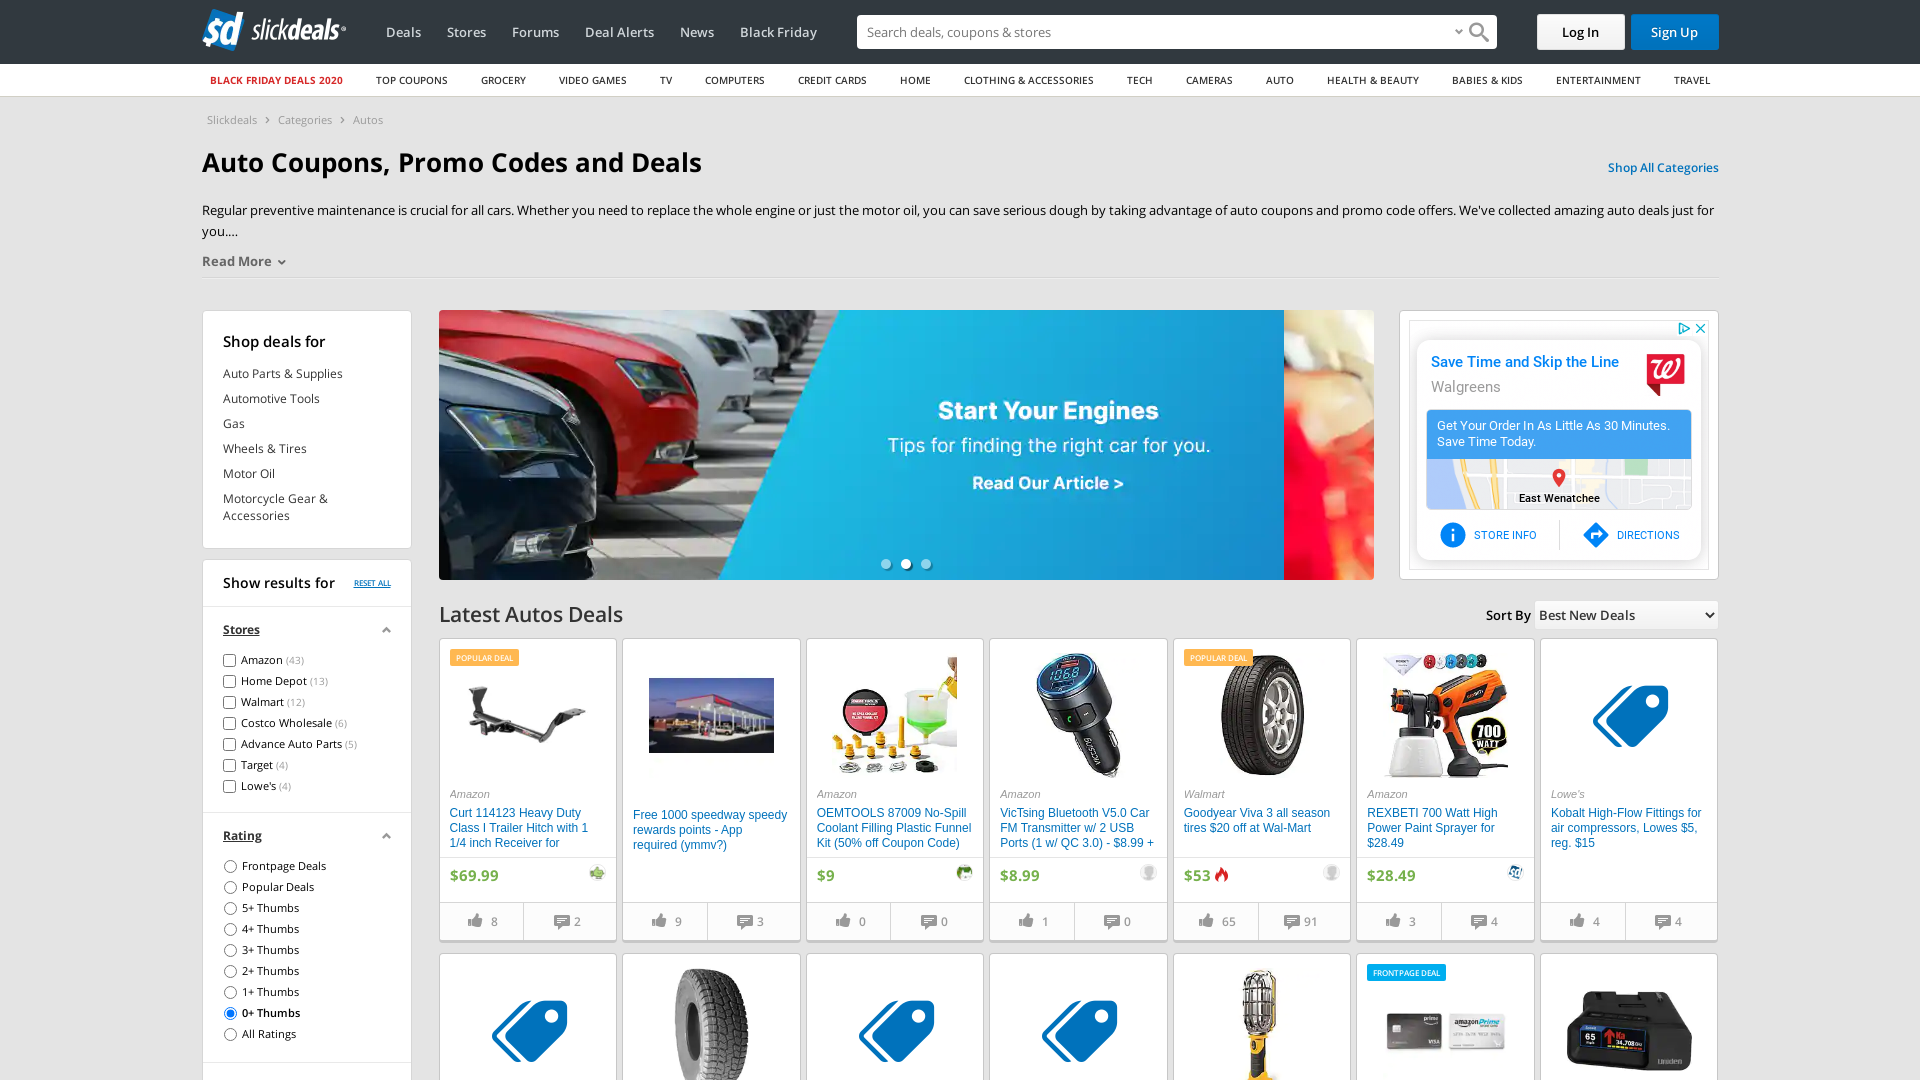 slickdeals
Deals
Stores
Forums
Deal Alerts
News
Black Friday
Search deals, coupons & stores
Log In
Sign Up
BLACK FRIDAY DEALS 2020
TOP COUPONS
GROCERY
VIDEO GAMES
TV
COMPUTERS
CREDIT CARDS
HOME
CLOTHING & ACCESSORIES
TECH
CAMERAS
AUTO
HEALTH & BEAUTY
BABIES & KIDS
ENTERTAINMENT
TRAVEL
Slickdeals > Categories > Autos
Auto Coupons, Promo Codes and Deals
Shop All Categories
Regular preventive maintenance is crucial for all cars. Whether you need to replace the whole engine or just the motor oil, you can save serious dough by taking advantage of auto coupons and promo code offers. We've collected amazing auto deals just for
you....
Read More
Shop deals for
Auto Parts & Supplies
Automotive Tools
Gas
Wheels & Tires
Motor Oil
Motorcycle Gear &
Accessories
Start Your Engines
Tips for finding the right car for you.
Read Our Article >
Save Time and Skip the Line
Walgreens
Get Your Order In As Little As 30 Minutes.
Save Time Today.
East Wenatchee
STORE INFO
DIRECTIONS
Show results for
RESET ALL
Stores
Amazon (43)
Home Depot (13)
Walmart (12)
Costco Wholesale (6)
Advance Auto Parts (5)
Target (4)
Lowe's (4)
Rating
Frontpage Deals
Popular Deals
5+ Thumbs
4+ Thumbs
3+ Thumbs
2+ Thumbs
1+ Thumbs
0+ Thumbs
All Ratings
Latest Autos Deals
Sort By
Best New Deals
POPULAR DEAL
Amazon
Curt 114123 Heavy Duty
Class I Trailer Hitch with 1
1/4 inch Receiver for
$69.99
8
2
Free 1000 speedway speedy
rewards points - App
required (ymmv?)
9
3
Amazon
OEMTOOLS 87009 No-Spill
Coolant Filling Plastic Funnel
Kit (50% off Coupon Code)
$9
0
0
106.8
VICTSING
Amazon
VicTsing Bluetooth V5.0 Car
FM Transmitter w/ 2 USB
Ports (1 w/ QC 3.0) - $8.99 +
$8.99
1
0
POPULAR DEAL
Walmart
Goodyear Viva 3 all season
tires $20 off at Wal-Mart
$53
65
91
700
WATT
Amazon
REXBETI 700 Watt High
Power Paint Sprayer for
$28.49
$28.49
3
4
Lowe's
Kobalt High-Flow Fittings for
air compressors, Lowes $5,
reg. $15
4
4
FRONTPAGE DEAL
prime
VISA
amazonPrime
65
Ka
34.708
Uniden